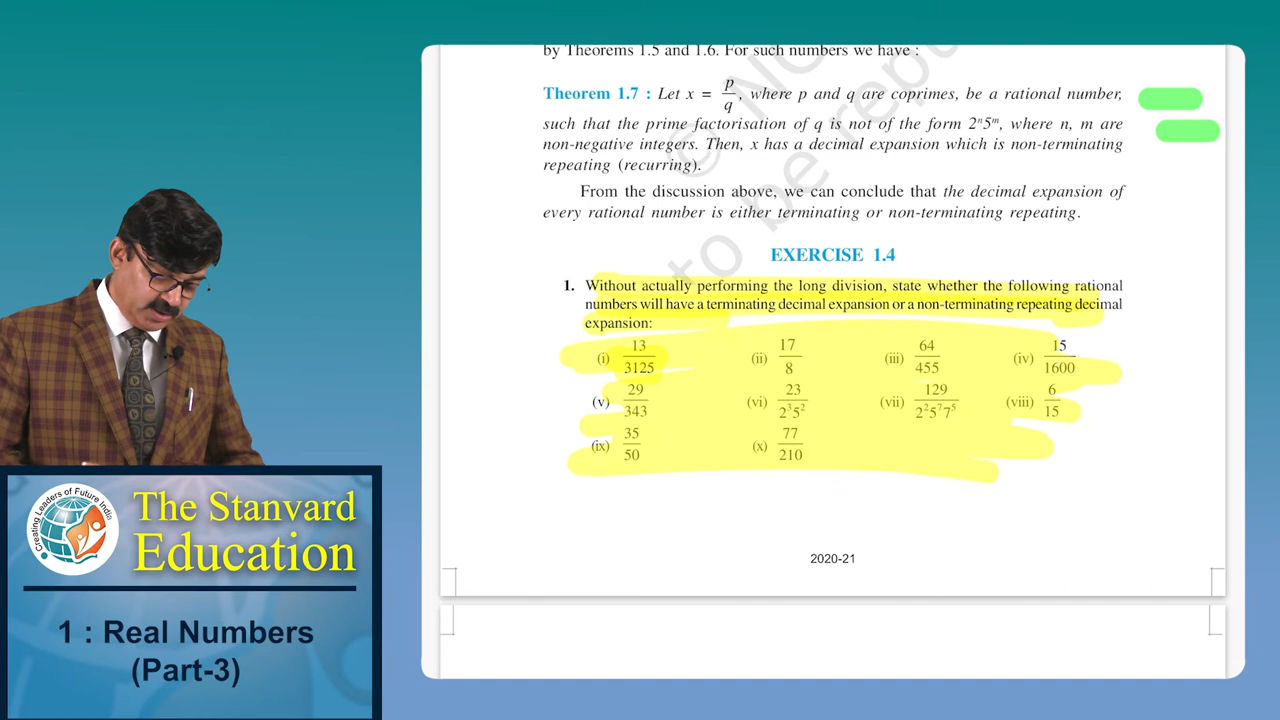 by Theorems 1.5 and 1.6. For such numbers we have :
Theorem 1.7 : Let x = p/q, where p and q are coprimes, be a rational number,
such that the prime factorisation of q is not of the form 2ⁿ5ᵐ, where n, m are
non-negative integers. Then, x has a decimal expansion which is non-terminating
repeating (recurring).
From the discussion above, we can conclude that the decimal expansion of
every rational number is either terminating or non-terminating repeating.
EXERCISE 1.4
1. Without actually performing the long division, state whether the following rational
numbers will have a terminating decimal expansion or a non-terminating repeating decimal
expansion:
(i) 13/3125 (ii) 17/8 (iii) 64/455 (iv) 15/1600
(v) 29/343 (vi) 23/2³5² (vii) 129/2²5⁷7⁵ (viii) 6/15
(ix) 35/50 (x) 77/210
2020-21
Creating Leaders of Future India
The Stanvard
Education
1 : Real Numbers
(Part-3)